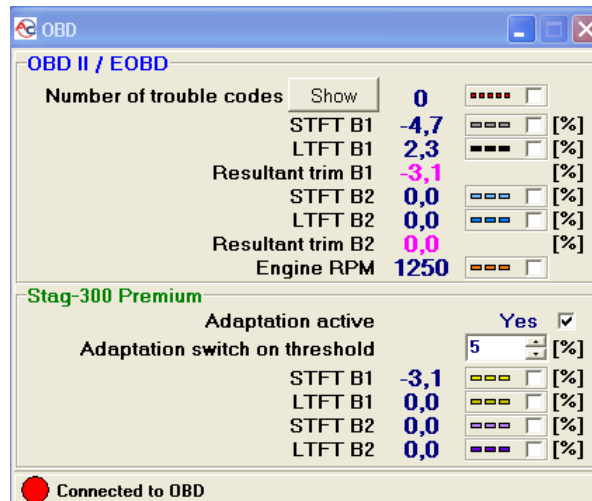 AC OBD
OBD II / EOBD
Number of trouble codes Show 0
STFT B1 -4,7 [%]
LTFT B1 2,3 [%]
Resultant trim B1 -3,1 [%]
STFT B2 0,0 [%]
LTFT B2 0,0 [%]
Resultant trim B2 0,0 [%]
Engine RPM 1250
Stag-300 Premium
Adaptation active Yes
Adaptation switch on threshold 5 [%]
STFT B1 -3,1 [%]
LTFT B1 0,0 [%]
STFT B2 0,0 [%]
LTFT B2 0,0 [%]
Connected to OBD